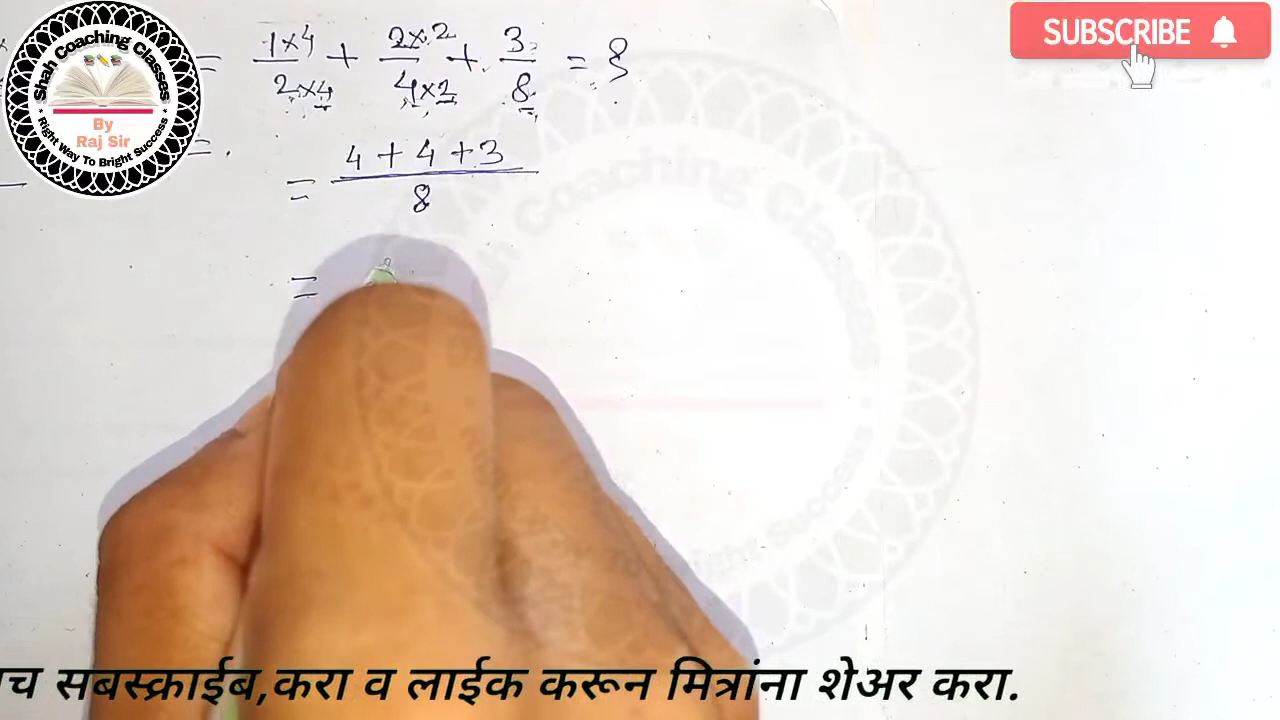 Shah Coaching Classes
By
Raj Sir
Right Way To Bright Success
SUBSCRIBE
= 1×4/2×4 + 2×2/4×2 + 3/8 = 8
= 4 + 4 + 3 / 8
=
सबस्क्राईब,करा व लाईक करून मित्रांना शेअर करा.